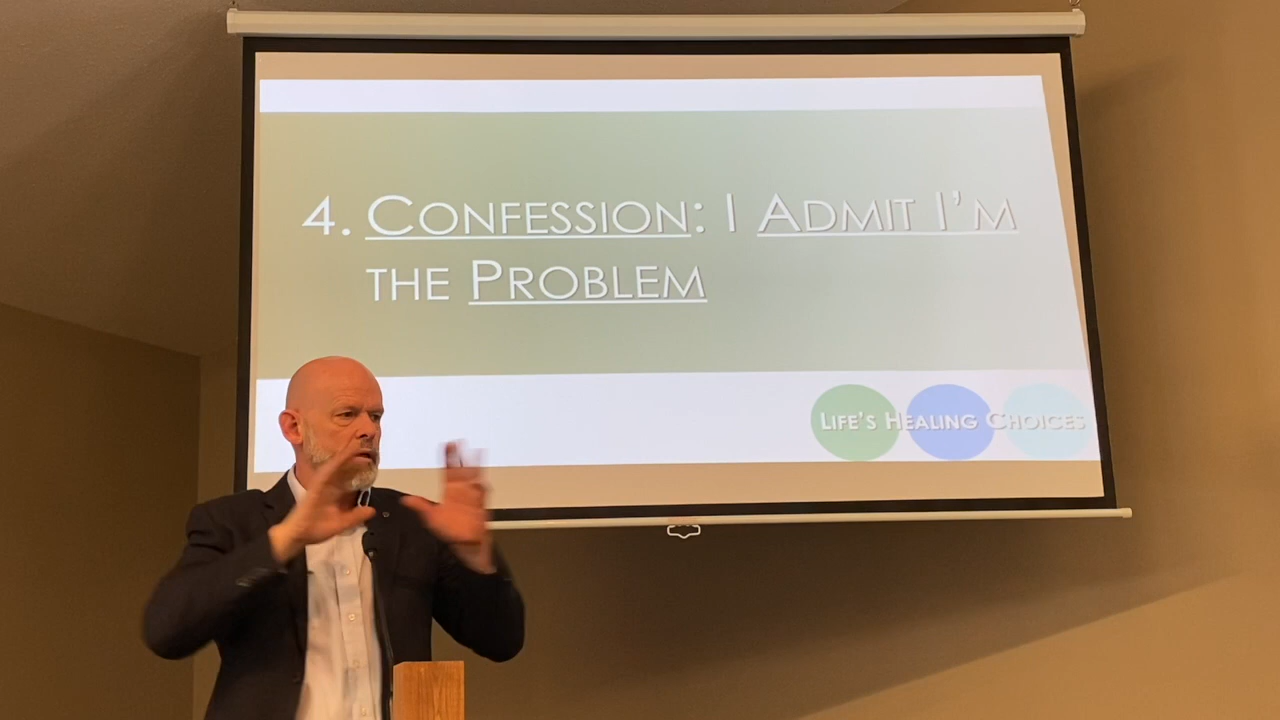 4. CONFESSION: I ADMIT I'M
THE PROBLEM
LIFE'S HEALING CHOICES